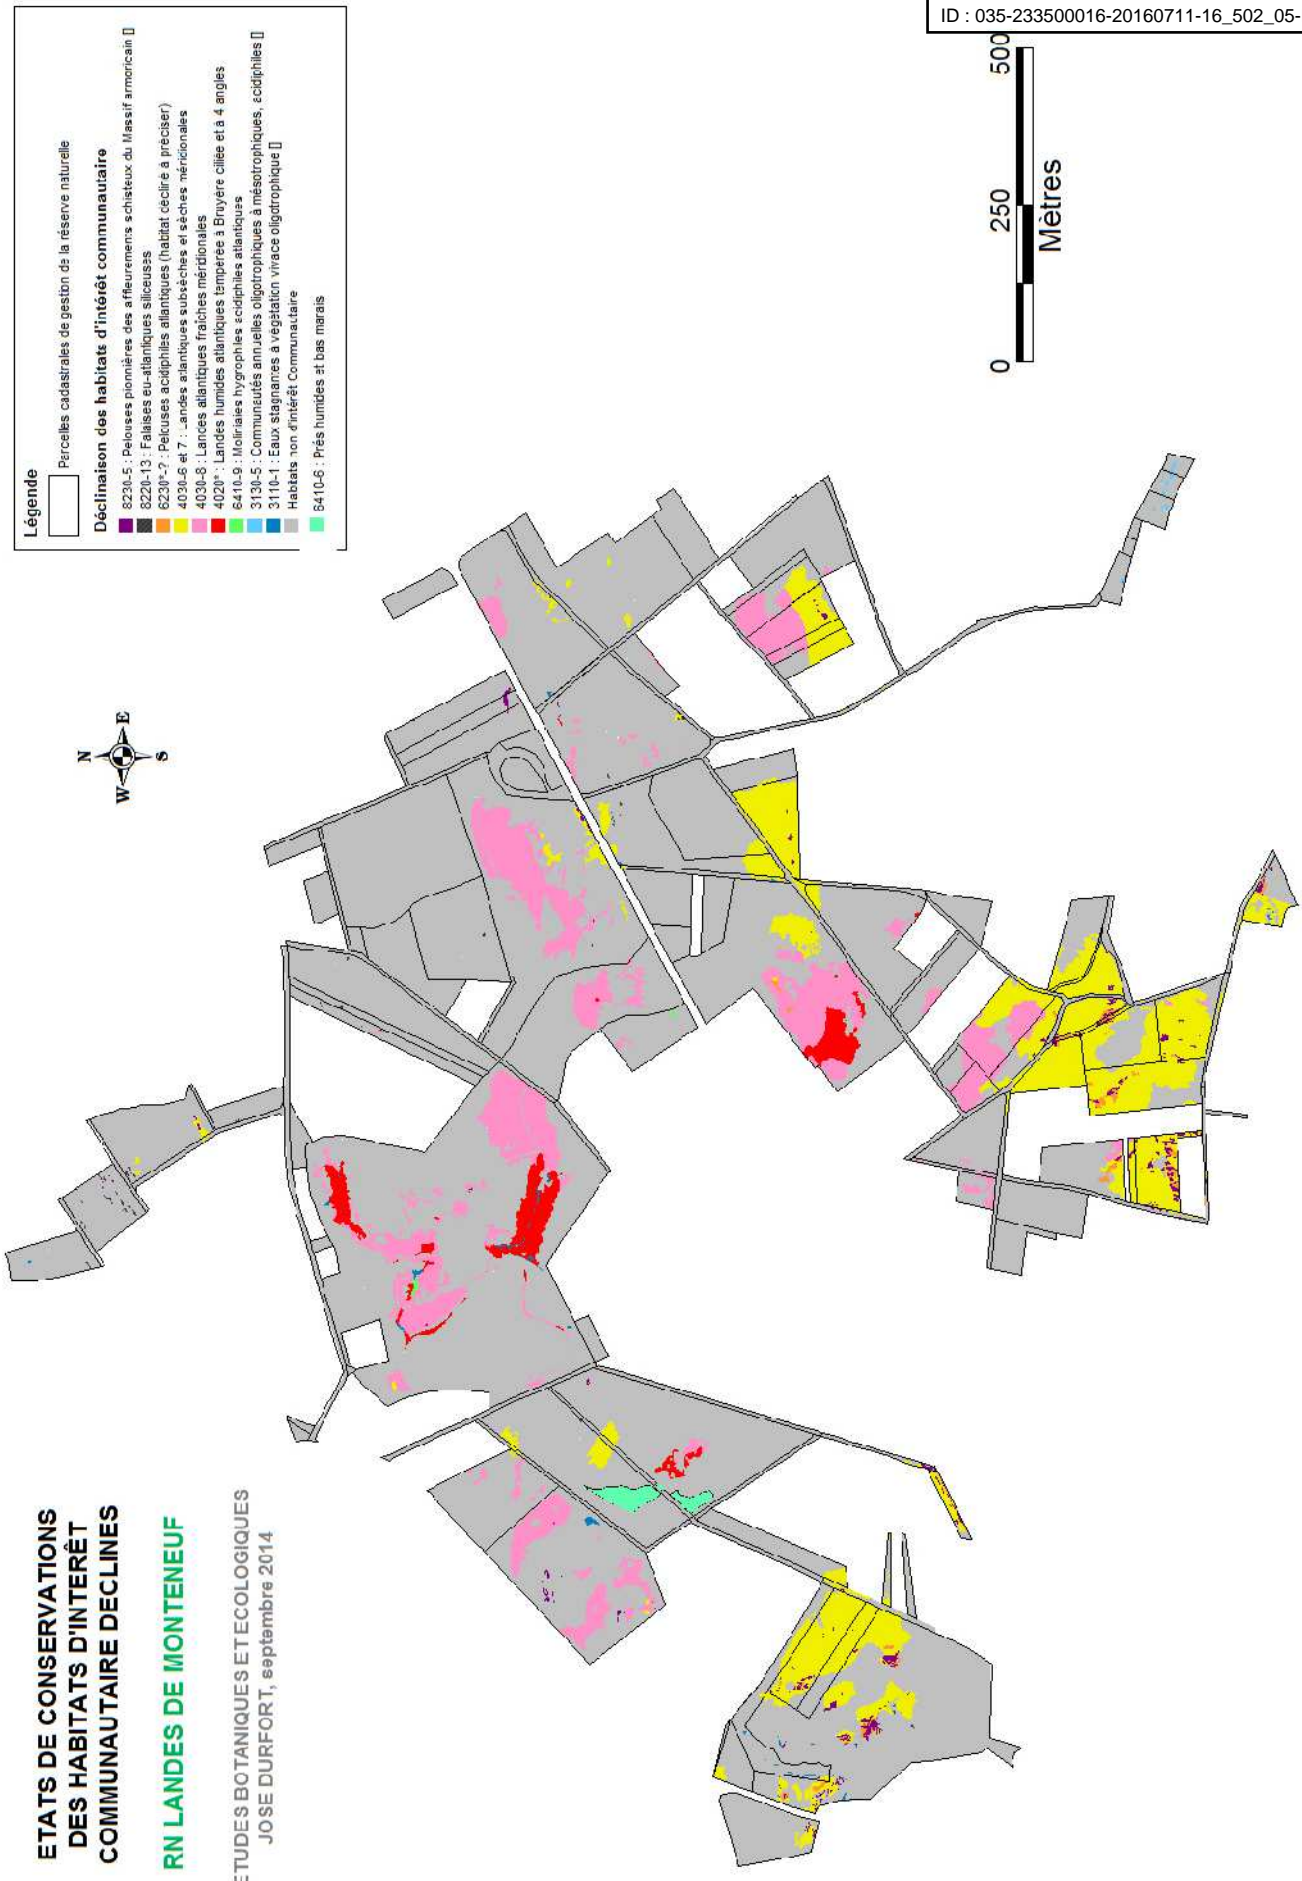 ID : 035-233500016-20160711-16_502_05-
ETATS DE CONSERVATIONS
DES HABITATS D'INTERÊT
COMMUNAUTAIRE DECLINES
RN LANDES DE MONTENEUF
ETUDES BOTANIQUES ET ECOLOGIQUES
JOSE DURFORT, septembre 2014
N
W E
S
Légende
Parcelles cadastrales de gestion de la réserve naturelle
Déclinaison des habitats d'intérêt communautaire
8230-5 : Pelouses pionnières des affleurements schisteux du Massif armoricain []
8220-13 : Falaises eu-atlantiques siliceuses
6230*-? : Pelouses acidiphiles atlantiques (habitat décliné à préciser)
4030-6 et 7 : Landes atlantiques subsèches et sèches méridionales
4030-8 : Landes atlantiques fraîches méridionales
4020* : Landes humides atlantiques tempérée à Bruyère ciliée et à 4 angles
6410-9 : Moliniaies hygrophiles acidiphiles atlantiques
3130-5 : Communautés annuelles oligotrophiques à mésotrophiques, acidiphiles []
3110-1 : Eaux stagnantes à végétation vivace oligotrophique []
Habitats non d'intérêt Communautaire
6410-6 : Prés humides et bas marais
0 250 500
Mètres